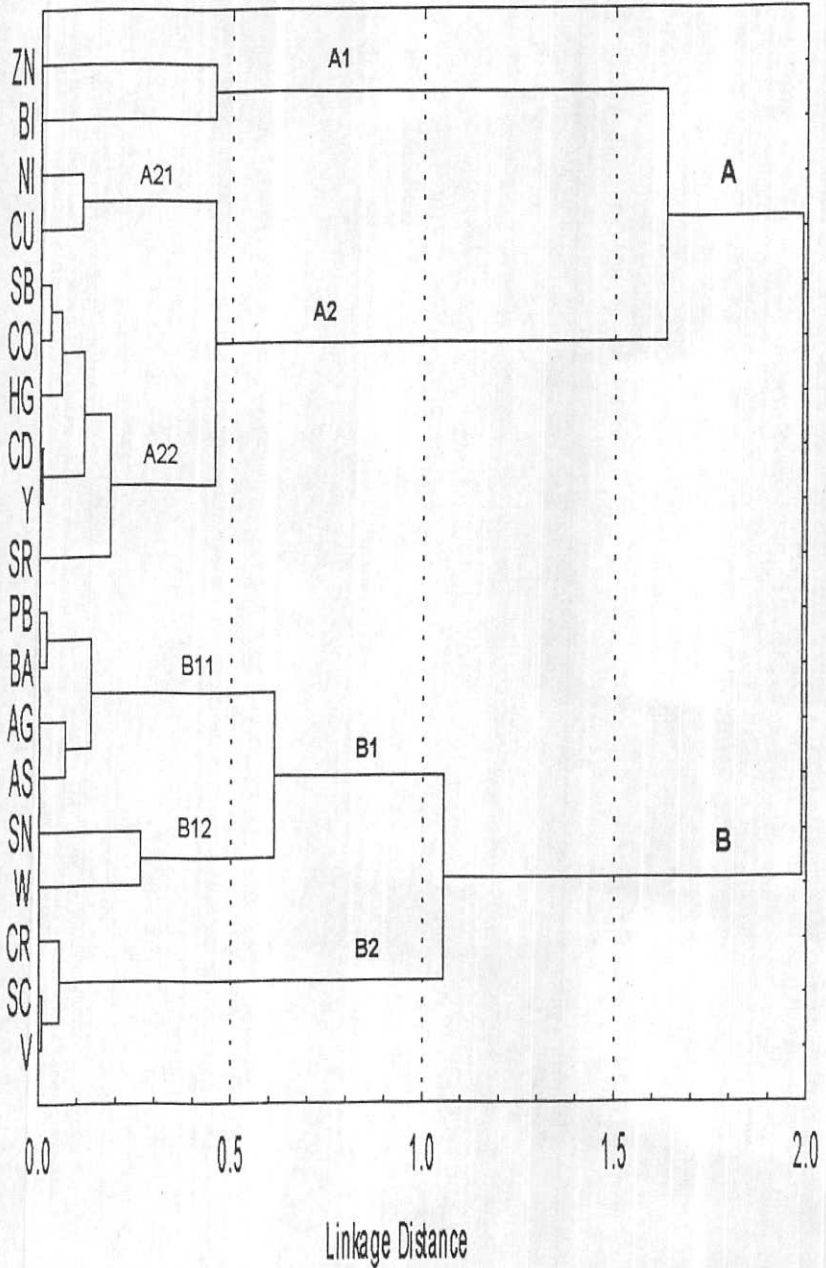 ZN
A1
BI
NI
A21
A
CU
SB
A2
CO
HG
CD
A22
Y
SR
PB
BA
B11
AG
B1
AS
SN
B12
B
W
CR
B2
SC
V
0.0 0.5 1.0 1.5 2.0
Linkage Distance